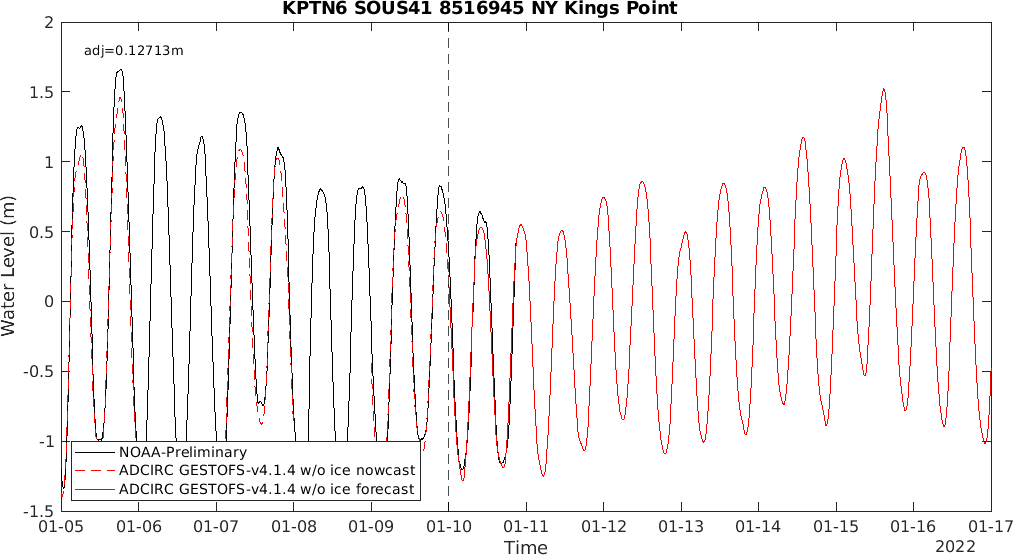 KPTN6 SOUS41 8516945 NY Kings Point
adj=0.12713m
2
1.5
1
0.5
0
-0.5
-1
-1.5
Water Level (m)
NOAA-Preliminary
ADCIRC GESTOFS-v4.1.4 w/o ice nowcast
ADCIRC GESTOFS-v4.1.4 w/o ice forecast
01-05 01-06 01-07 01-08 01-09 01-10 01-11 01-12 01-13 01-14 01-15 01-16 01-17
Time
2022